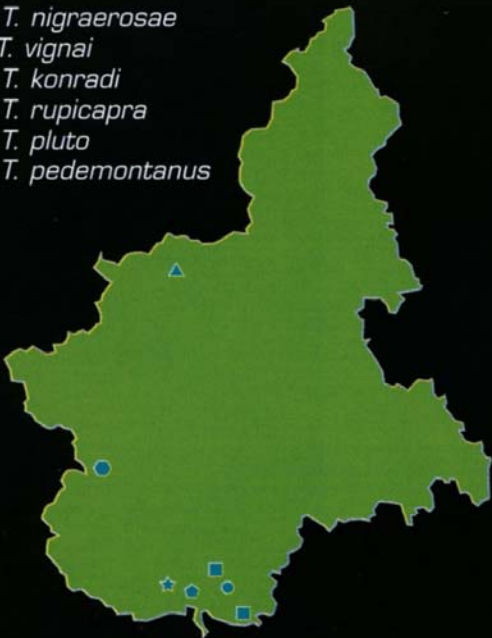 T. nigraerosae
T. vignai
T. konradi
T. rupicapra
T. pluto
T. pedemontanus